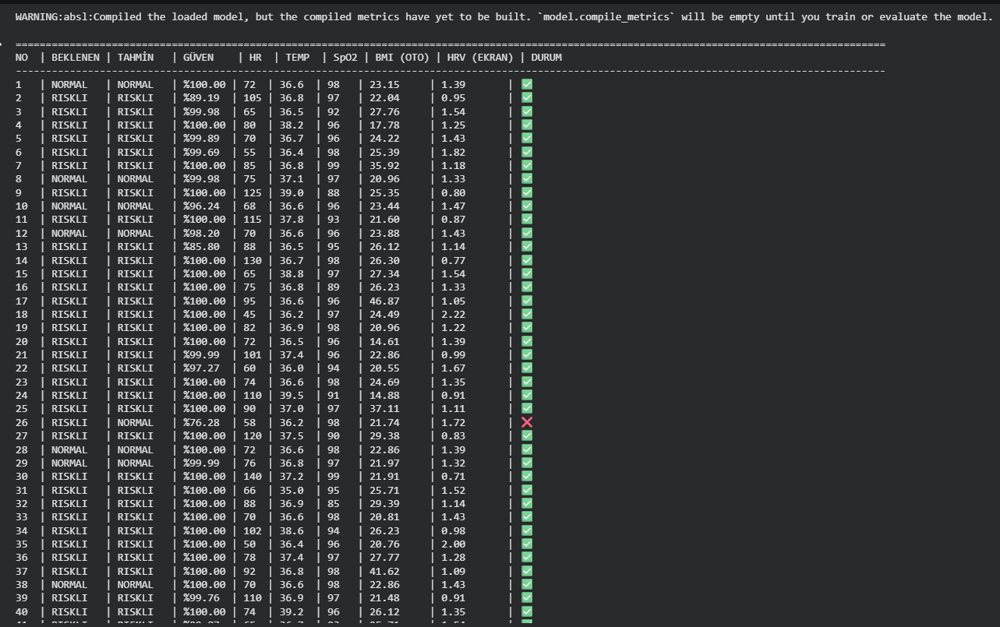 WARNING:absl:Compiled the loaded model, but the compiled metrics have yet to be built. `model.compile_metrics` will be empty until you train or evaluate the model.
NO | BEKLENEN | TAHMİN | GÜVEN | HR | TEMP | SpO2 | BMI (OTO) | HRV (EKRAN) | DURUM
1 | NORMAL | NORMAL | %100.00 | 72 | 36.6 | 98 | 23.15 | 1.39 | ✅
2 | RISKLI | RISKLI | %89.19 | 105 | 36.8 | 97 | 22.04 | 0.95 | ✅
3 | RISKLI | RISKLI | %99.98 | 65 | 36.5 | 92 | 27.76 | 1.54 | ✅
4 | RISKLI | RISKLI | %100.00 | 80 | 38.2 | 96 | 17.78 | 1.25 | ✅
5 | RISKLI | RISKLI | %99.89 | 70 | 36.7 | 96 | 24.22 | 1.43 | ✅
6 | RISKLI | RISKLI | %99.69 | 55 | 36.4 | 98 | 25.39 | 1.82 | ✅
7 | RISKLI | RISKLI | %100.00 | 85 | 36.8 | 99 | 35.92 | 1.18 | ✅
8 | NORMAL | NORMAL | %99.98 | 75 | 37.1 | 97 | 20.96 | 1.33 | ✅
9 | RISKLI | RISKLI | %100.00 | 125 | 39.0 | 88 | 25.35 | 0.80 | ✅
10 | NORMAL | NORMAL | %96.24 | 68 | 36.6 | 96 | 23.44 | 1.47 | ✅
11 | RISKLI | RISKLI | %100.00 | 115 | 37.8 | 93 | 21.60 | 0.87 | ✅
12 | NORMAL | NORMAL | %98.20 | 70 | 36.6 | 96 | 23.88 | 1.43 | ✅
13 | RISKLI | RISKLI | %85.80 | 88 | 36.5 | 95 | 26.12 | 1.14 | ✅
14 | RISKLI | RISKLI | %100.00 | 130 | 36.7 | 98 | 26.30 | 0.77 | ✅
15 | RISKLI | RISKLI | %100.00 | 65 | 38.8 | 97 | 27.34 | 1.54 | ✅
16 | RISKLI | RISKLI | %100.00 | 75 | 36.8 | 89 | 26.23 | 1.33 | ✅
17 | RISKLI | RISKLI | %100.00 | 95 | 36.6 | 96 | 46.87 | 1.05 | ✅
18 | RISKLI | RISKLI | %100.00 | 45 | 36.2 | 97 | 24.49 | 2.22 | ✅
19 | RISKLI | RISKLI | %100.00 | 82 | 36.9 | 98 | 20.96 | 1.22 | ✅
20 | RISKLI | RISKLI | %100.00 | 72 | 36.5 | 96 | 14.61 | 1.39 | ✅
21 | RISKLI | RISKLI | %99.99 | 101 | 37.4 | 96 | 22.86 | 0.99 | ✅
22 | RISKLI | RISKLI | %97.27 | 60 | 36.0 | 94 | 20.55 | 1.67 | ✅
23 | RISKLI | RISKLI | %100.00 | 74 | 36.6 | 98 | 24.69 | 1.35 | ✅
24 | RISKLI | RISKLI | %100.00 | 110 | 39.5 | 91 | 14.88 | 0.91 | ✅
25 | RISKLI | RISKLI | %100.00 | 90 | 37.0 | 97 | 37.11 | 1.11 | ✅
26 | RISKLI | NORMAL | %76.28 | 58 | 36.2 | 98 | 21.74 | 1.72 | ❌
27 | RISKLI | RISKLI | %100.00 | 120 | 37.5 | 90 | 29.38 | 0.83 | ✅
28 | NORMAL | NORMAL | %100.00 | 72 | 36.6 | 98 | 22.86 | 1.39 | ✅
29 | NORMAL | NORMAL | %99.99 | 76 | 36.8 | 97 | 21.97 | 1.32 | ✅
30 | RISKLI | RISKLI | %100.00 | 140 | 37.2 | 99 | 21.91 | 0.71 | ✅
31 | RISKLI | RISKLI | %100.00 | 66 | 35.0 | 95 | 25.71 | 1.52 | ✅
32 | RISKLI | RISKLI | %100.00 | 88 | 36.9 | 85 | 29.39 | 1.14 | ✅
33 | RISKLI | RISKLI | %100.00 | 70 | 36.6 | 98 | 20.81 | 1.43 | ✅
34 | RISKLI | RISKLI | %100.00 | 102 | 38.6 | 94 | 26.23 | 0.98 | ✅
35 | RISKLI | RISKLI | %100.00 | 50 | 36.4 | 96 | 20.76 | 2.00 | ✅
36 | RISKLI | RISKLI | %100.00 | 78 | 37.4 | 97 | 27.77 | 1.28 | ✅
37 | RISKLI | RISKLI | %100.00 | 92 | 36.8 | 98 | 41.62 | 1.09 | ✅
38 | NORMAL | NORMAL | %100.00 | 70 | 36.6 | 98 | 22.86 | 1.43 | ✅
39 | RISKLI | RISKLI | %99.76 | 110 | 36.9 | 97 | 21.48 | 0.91 | ✅
40 | RISKLI | RISKLI | %100.00 | 74 | 39.2 | 96 | 26.12 | 1.35 | ✅